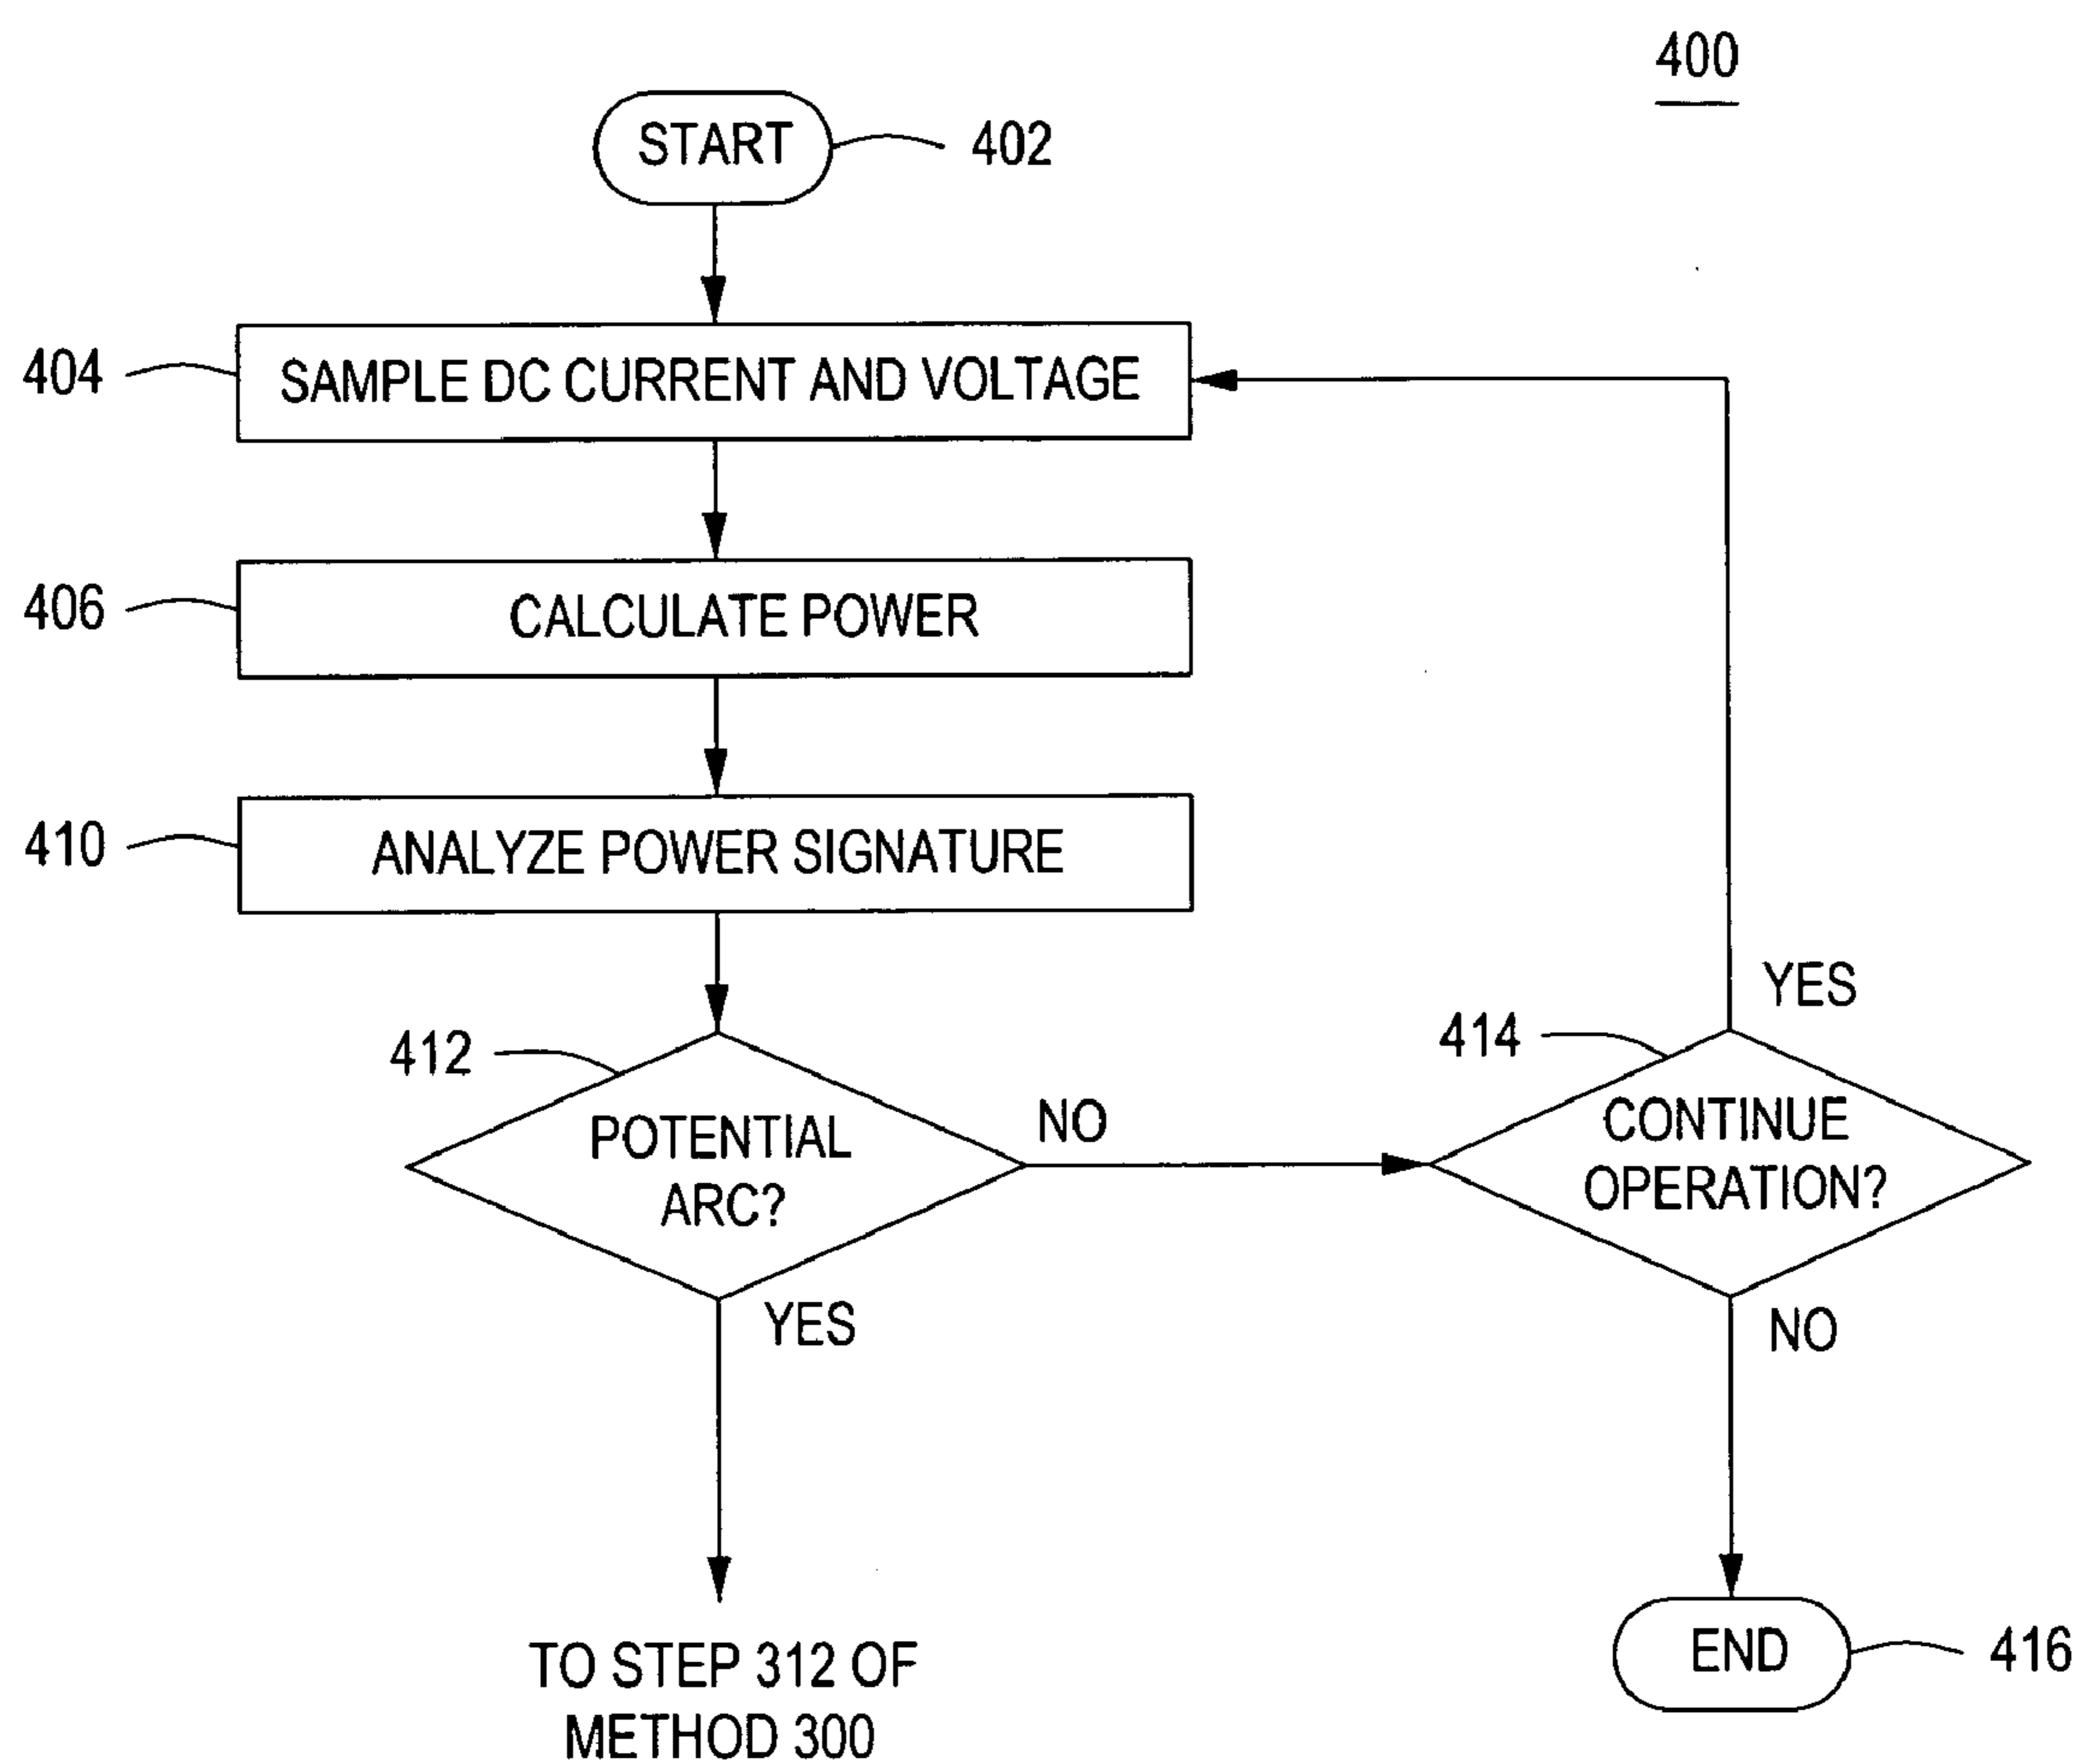 400
START
402
404
SAMPLE DC CURRENT AND VOLTAGE
406
CALCULATE POWER
410
ANALYZE POWER SIGNATURE
412
POTENTIAL
ARC?
NO
YES
414
CONTINUE
OPERATION?
YES
NO
TO STEP 312 OF
METHOD 300
END
416